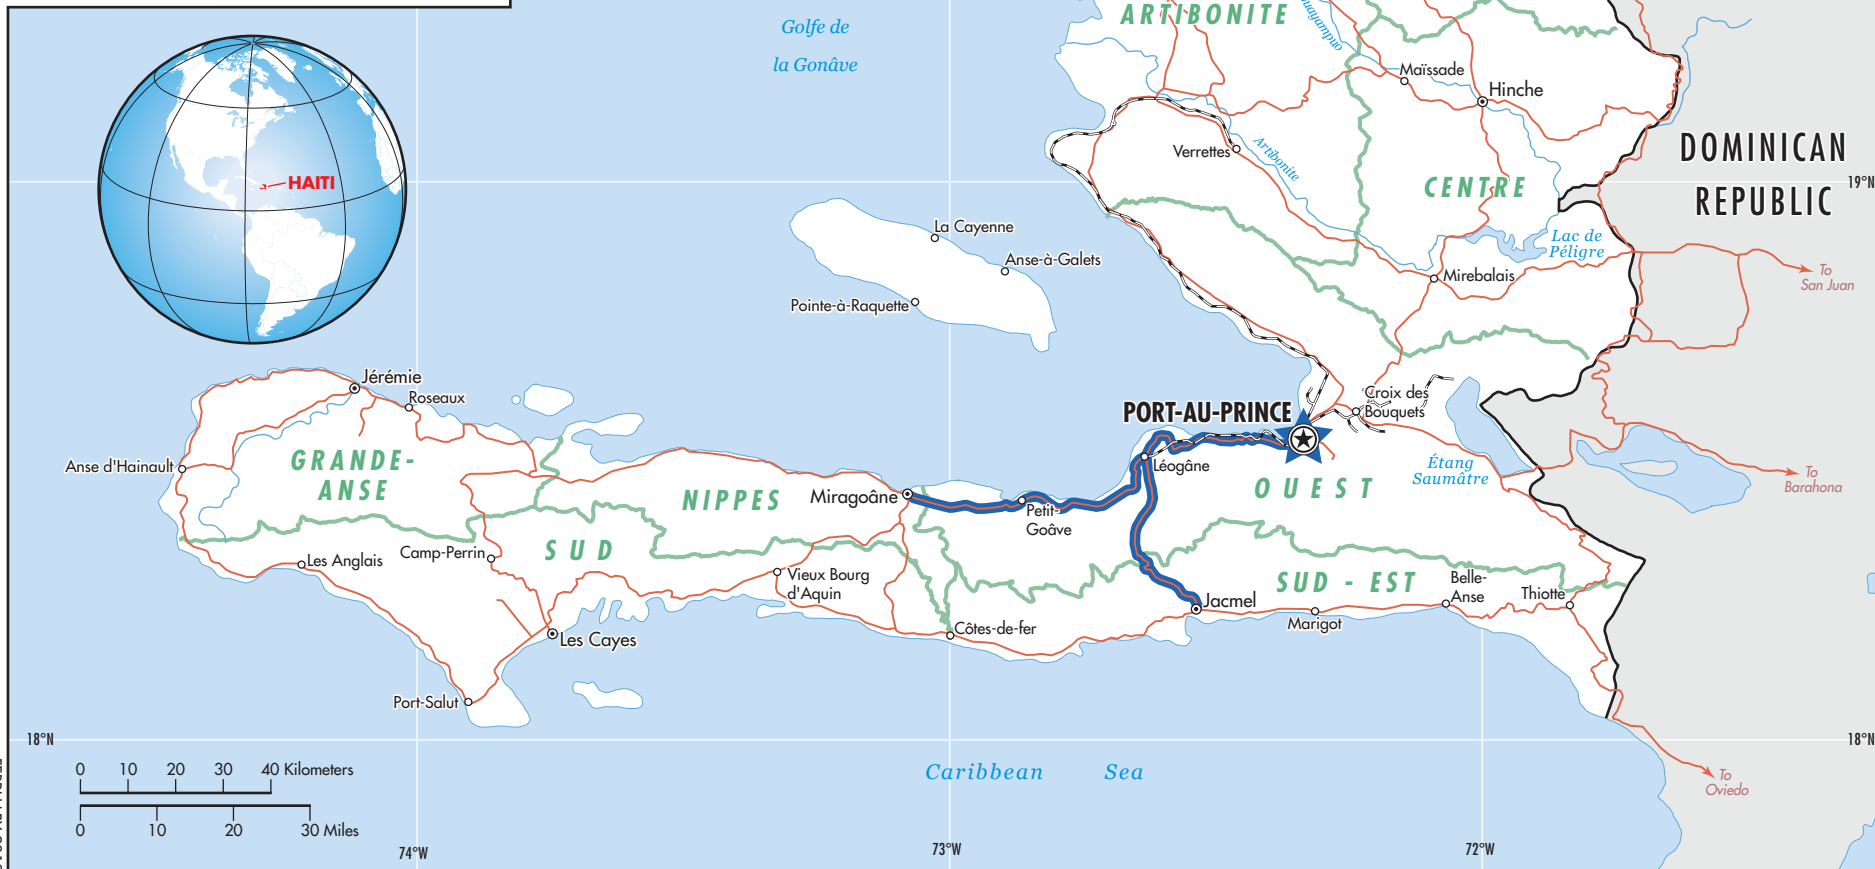 ARTIBONITE
Golfe de
la Gonâve
Maïssade
Hinche
Verrettes
Artibonite
DOMINICAN
REPUBLIC
HAITI
CENTRE
19°N
La Cayenne
Anse-à-Galets
Pointe-à-Raquette
Lac de
Péligre
Mirebalais
To
San Juan
Jérémie
Roseaux
PORT-AU-PRINCE
Croix des
Bouquets
Anse d'Hainault
GRANDE-
ANSE
NIPPES
Miragoâne
Léogâne
Petit-
Goâve
OUEST
Étang
Saumâtre
To
Barahona
Les Anglais
Camp-Perrin
SUD
Vieux Bourg
d'Aquin
SUD - EST
Belle-
Anse
Thiotte
Jacmel
Marigot
Côtes-de-fer
Les Cayes
Port-Salut
18°N
18°N
0 10 20 30 40 Kilometers
0 10 20 30 Miles
Caribbean Sea
To
Oviedo
74°W
73°W
72°W